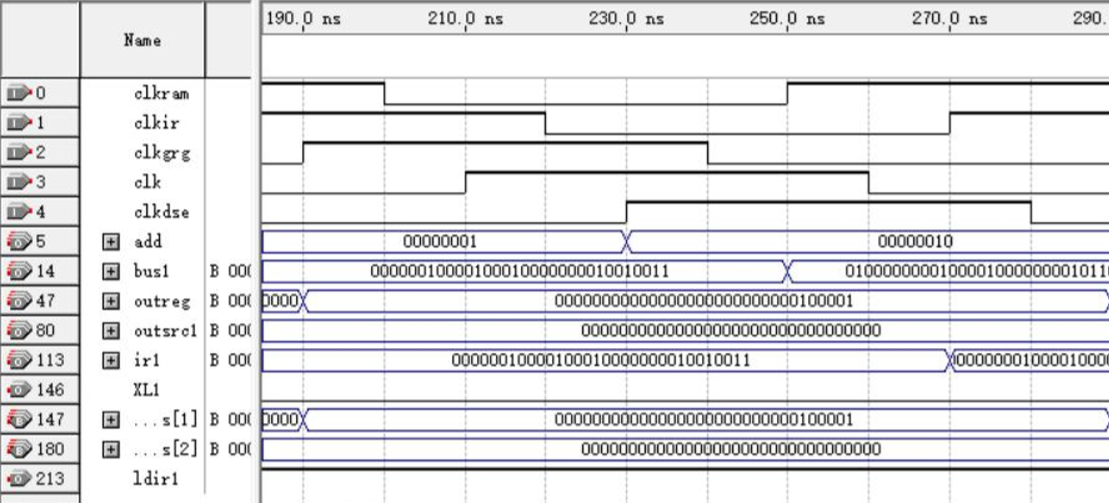 Name 190.0 ns 210.0 ns 230.0 ns 250.0 ns 270.0 ns 290.
0 clkram
1 clkir
2 clkgrg
3 clk
4 clkdse
5 add 00000001 00000010
14 bus1 B 000 00000010000100010000000010010011
47 outreg B 000 0000 00000000000000000000000000100001
80 outsrc1 B 000 00000000000000000000000000000000
113 ir1 B 000 00000010000100010000000010010011
146 XL1
147 ...s[1] B 000 0000 00000000000000000000000000100001
180 ...s[2] B 000 00000000000000000000000000000000
213 ldir1